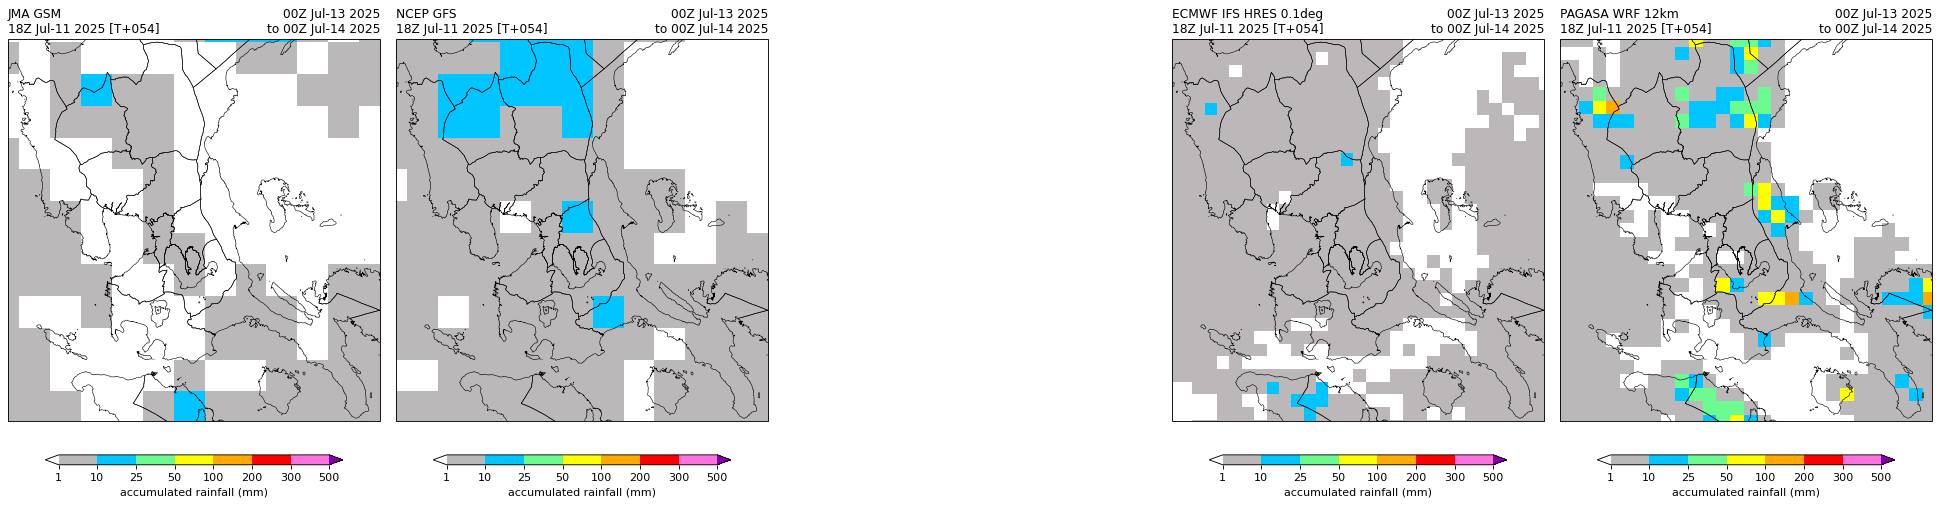 JMA GSM 00Z Jul-13 2025
18Z Jul-11 2025 [T+054] to 00Z Jul-14 2025
1 10 25 50 100 200 300 500
accumulated rainfall (mm)
NCEP GFS 00Z Jul-13 2025
18Z Jul-11 2025 [T+054] to 00Z Jul-14 2025
1 10 25 50 100 200 300 500
accumulated rainfall (mm)
ECMWF IFS HRES 0.1deg 00Z Jul-13 2025
18Z Jul-11 2025 [T+054] to 00Z Jul-14 2025
1 10 25 50 100 200 300 500
accumulated rainfall (mm)
PAGASA WRF 12km 00Z Jul-13 2025
18Z Jul-11 2025 [T+054] to 00Z Jul-14 2025
1 10 25 50 100 200 300 500
accumulated rainfall (mm)